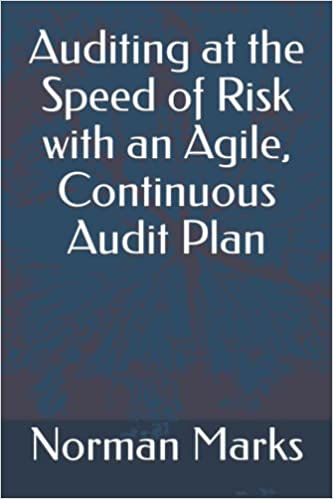 Auditing at the
Speed of Risk
with an Agile,
Continuous
Audit Plan
Norman Marks